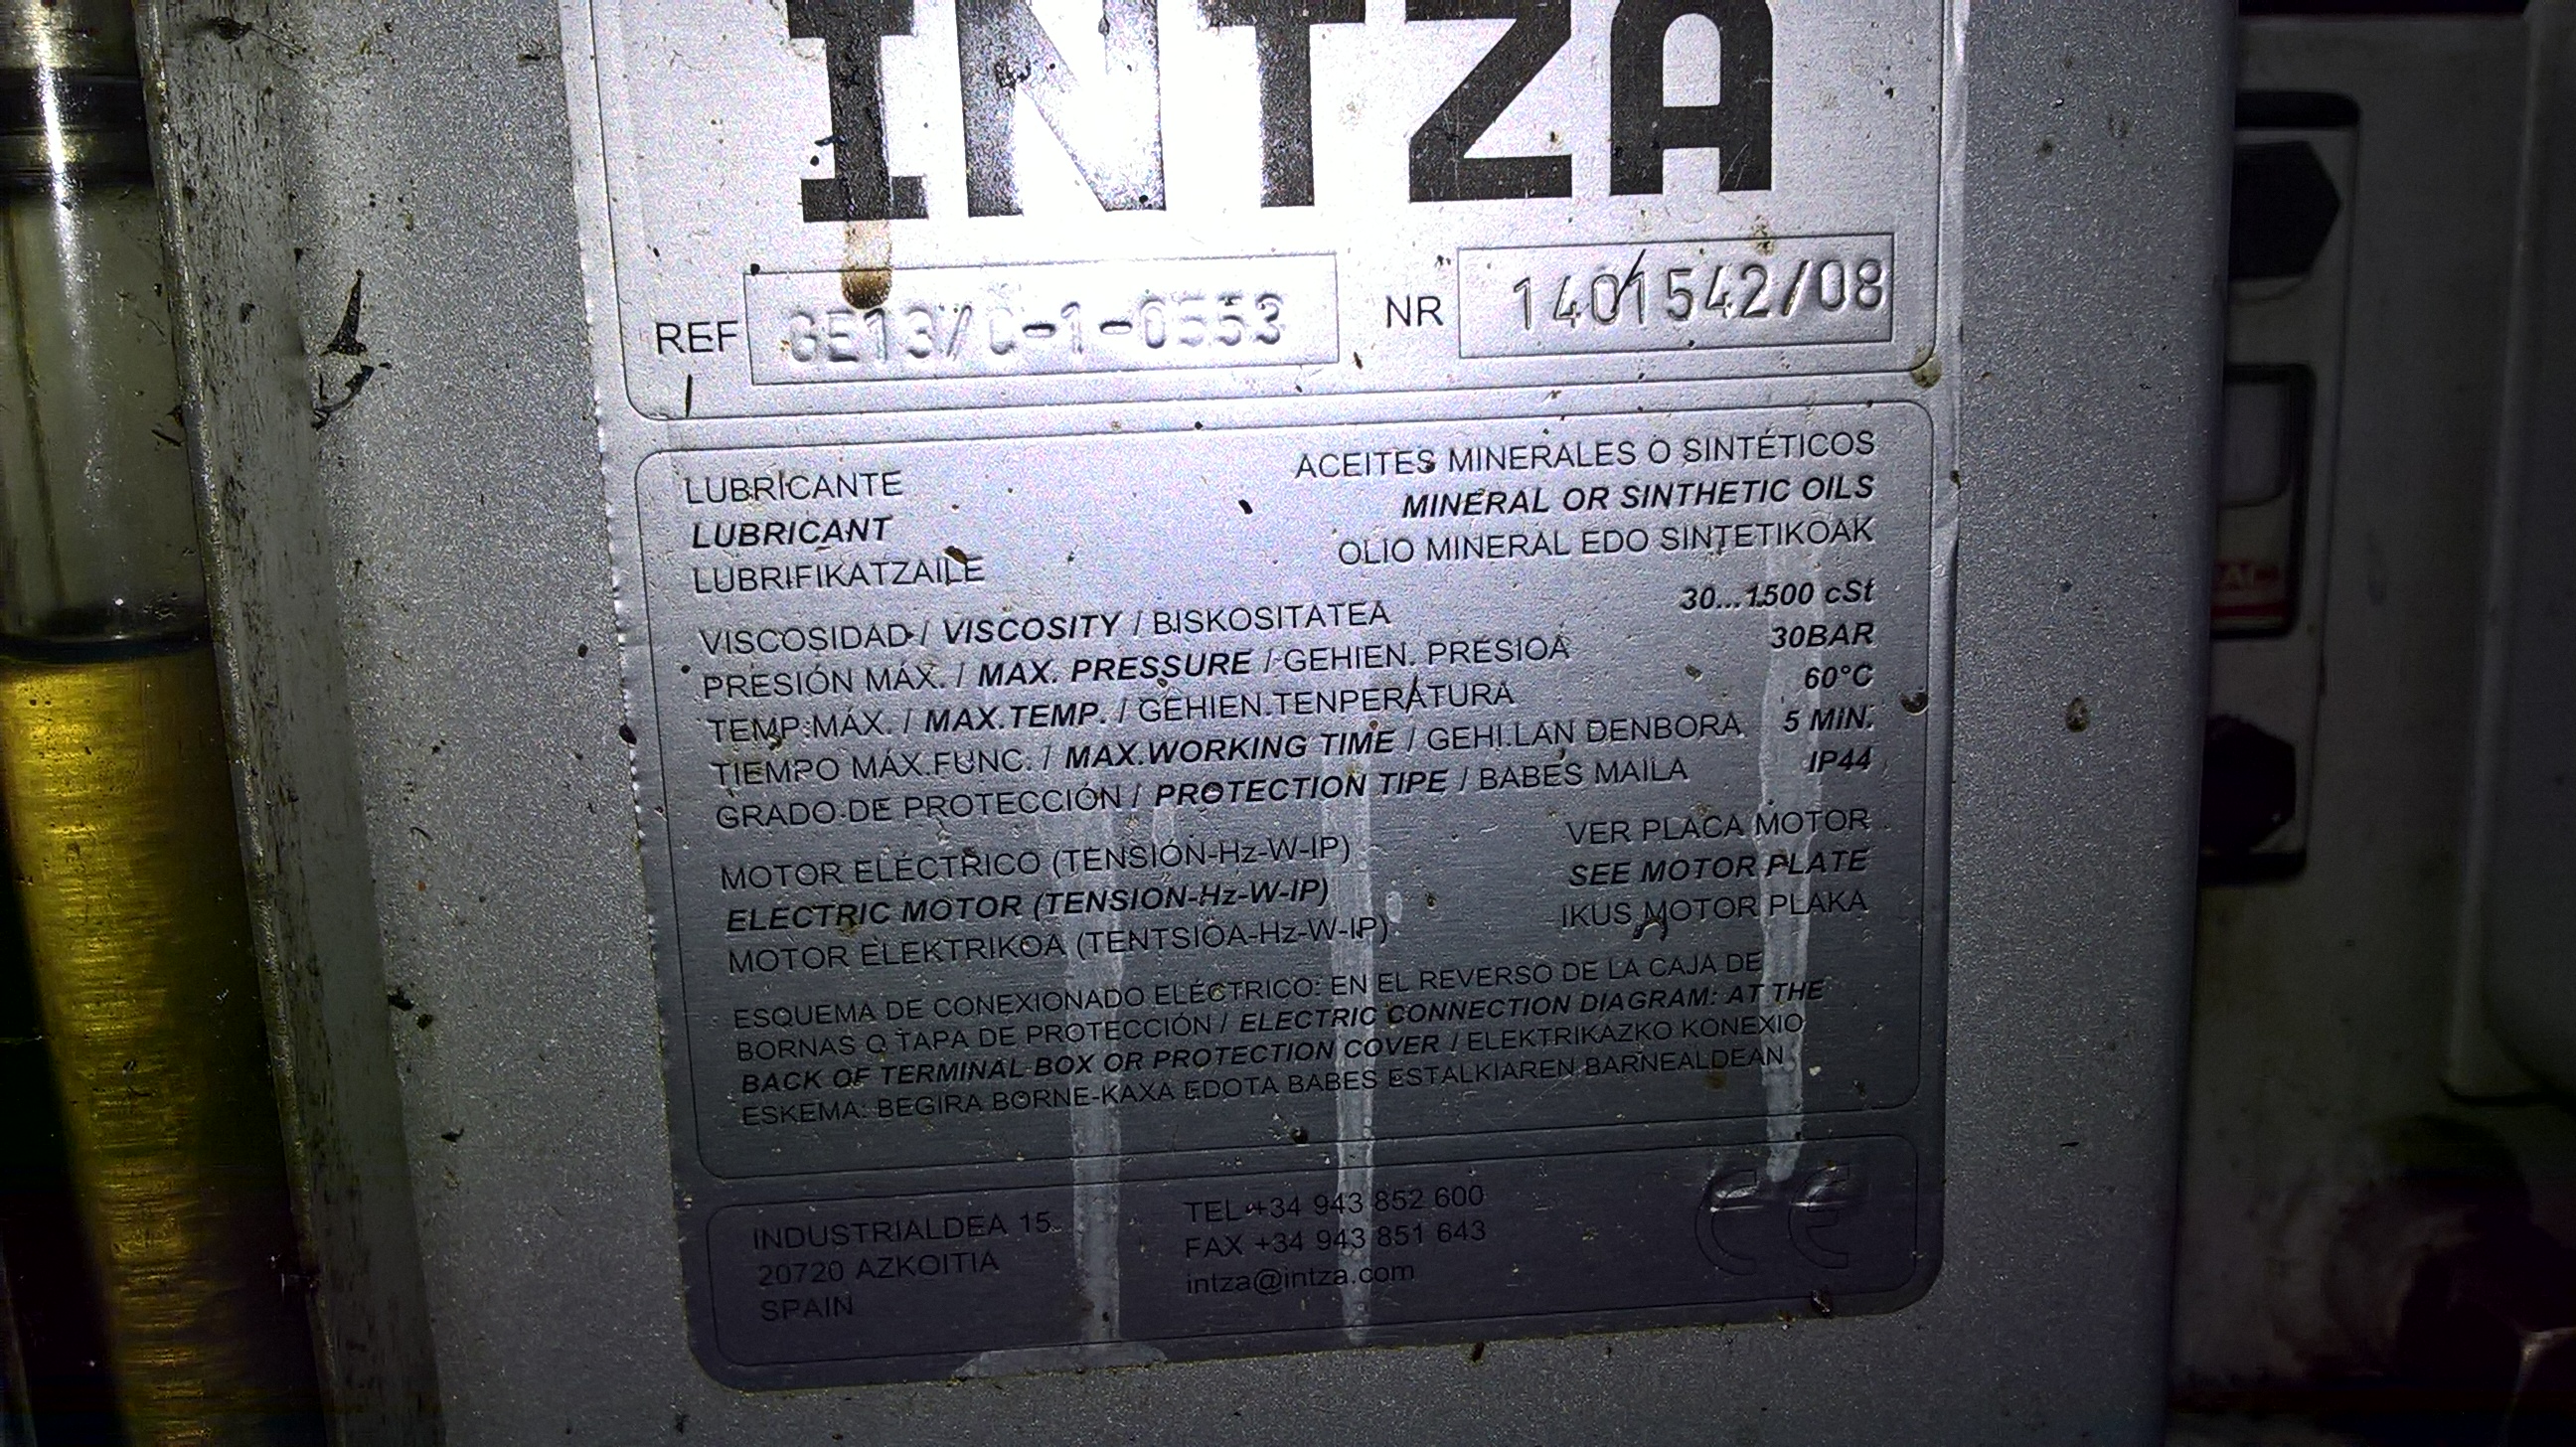 INTZA
REF GE137C-1-0553 NR 1401542/08
LUBRICANTE ACEITES MINERALES O SINTÉTICOS
LUBRICANT MINERAL OR SINTHETIC OILS
LUBRIFIKATZAILE OLIO MINERAL EDO SINTETIKOAK
VISCOSIDAD / VISCOSITY / BISKOSITATEA 30...1500 cSt
PRESIÓN MÁX. / MAX. PRESSURE / GEHIEN. PRESIOA 30BAR
TEMP.MÁX. / MAX.TEMP. / GEHIEN.TENPERATURA 60°C
TIEMPO MÁX.FUNC. / MAX.WORKING TIME / GEHI.LAN DENBORA 5 MIN.
GRADO DE PROTECCIÓN / PROTECTION TIPE / BABES MAILA IP44
MOTOR ELÉCTRICO (TENSIÓN-Hz-W-IP) VER PLACA MOTOR
ELECTRIC MOTOR (TENSION-Hz-W-IP) SEE MOTOR PLATE
MOTOR ELEKTRIKOA (TENTSIOA-Hz-W-IP) IKUS MOTOR PLAKA
ESQUEMA DE CONEXIONADO ELÉCTRICO: EN EL REVERSO DE LA CAJA DE
BORNAS O TAPA DE PROTECCIÓN / ELECTRIC CONNECTION DIAGRAM: AT THE
BACK OF TERMINAL BOX OR PROTECTION COVER / ELEKTRIKAZKO KONEXIO
ESKEMA: BEGIRA BORNE-KAXA EDOTA BABES ESTALKIAREN BARNEALDEAN
INDUSTRIALDEA 15
20720 AZKOITIA
SPAIN
TEL +34 943 852 600
FAX +34 943 851 643
intza@intza.com
CE